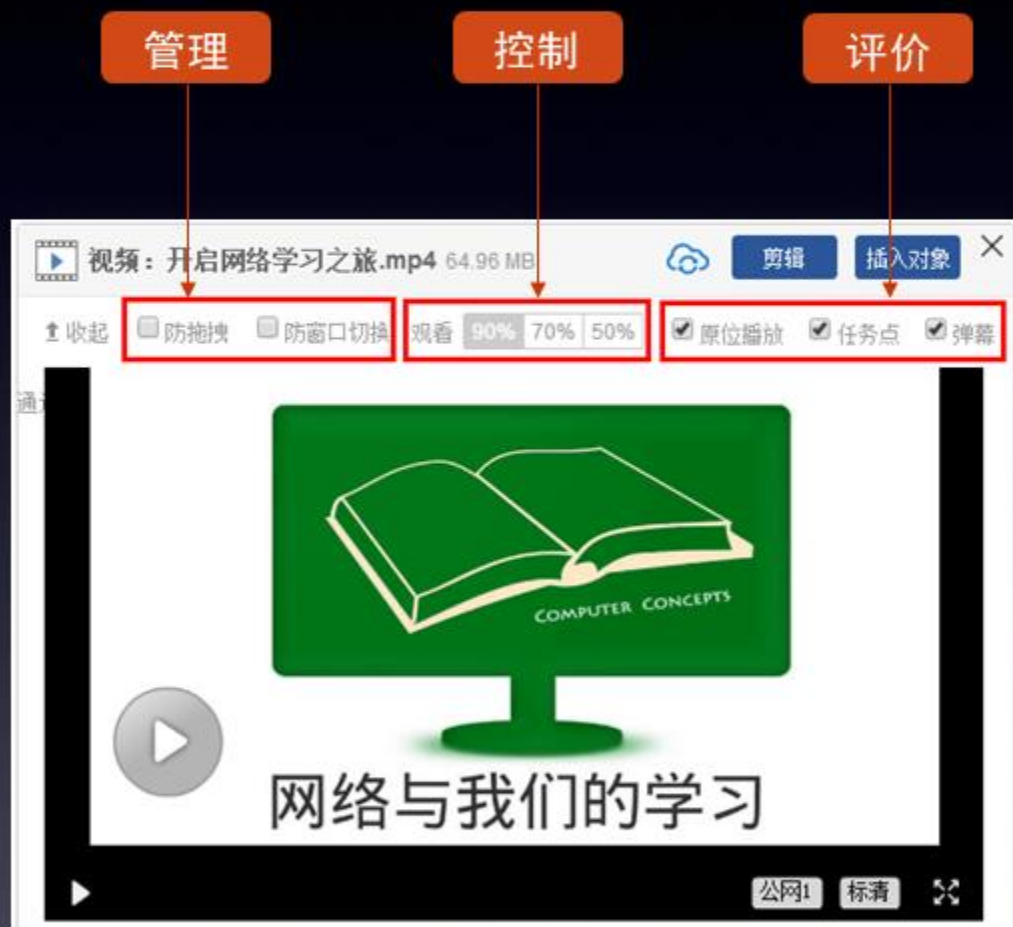 管理 控制 评价
视频：开启网络学习之旅.mp4 64.96 MB 剪辑 插入对象
收起 防拖拽 防窗口切换 观看 90% 70% 50% 原位播放 任务点 弹幕
COMPUTER CONCEPTS
网络与我们的学习
公网1 标清